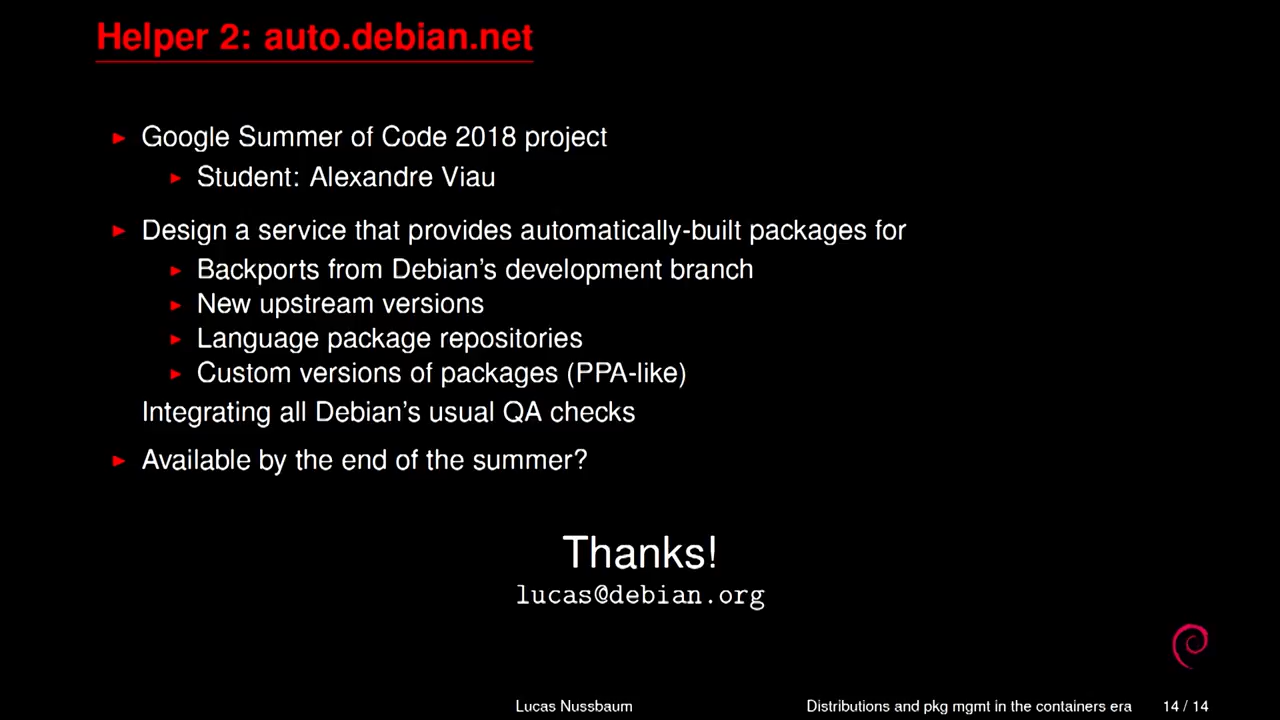 Helper 2: auto.debian.net
Google Summer of Code 2018 project
Student: Alexandre Viau
Design a service that provides automatically-built packages for
Backports from Debian's development branch
New upstream versions
Language package repositories
Custom versions of packages (PPA-like)
Integrating all Debian's usual QA checks
Available by the end of the summer?
Thanks!
lucas@debian.org
Lucas Nussbaum
Distributions and pkg mgmt in the containers era
14 / 14